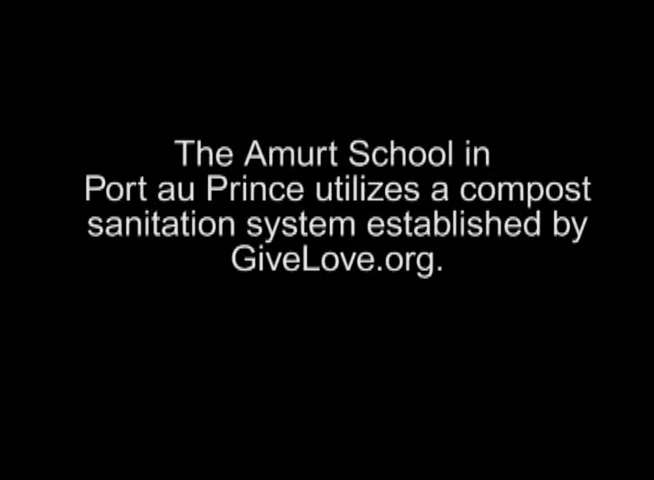 The Amurt School in
Port au Prince utilizes a compost
sanitation system established by
GiveLove.org.